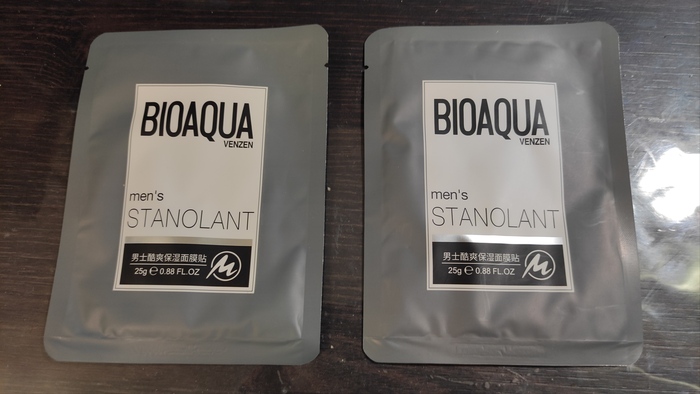 BIOAQUA
VENZEN
men's
STANOLANT
男士酷爽保湿面膜贴
25g ℮ 0.88 FL.OZ
BIOAQUA
VENZEN
men's
STANOLANT
男士酷爽保湿面膜贴
25g ℮ 0.88 FL.OZ